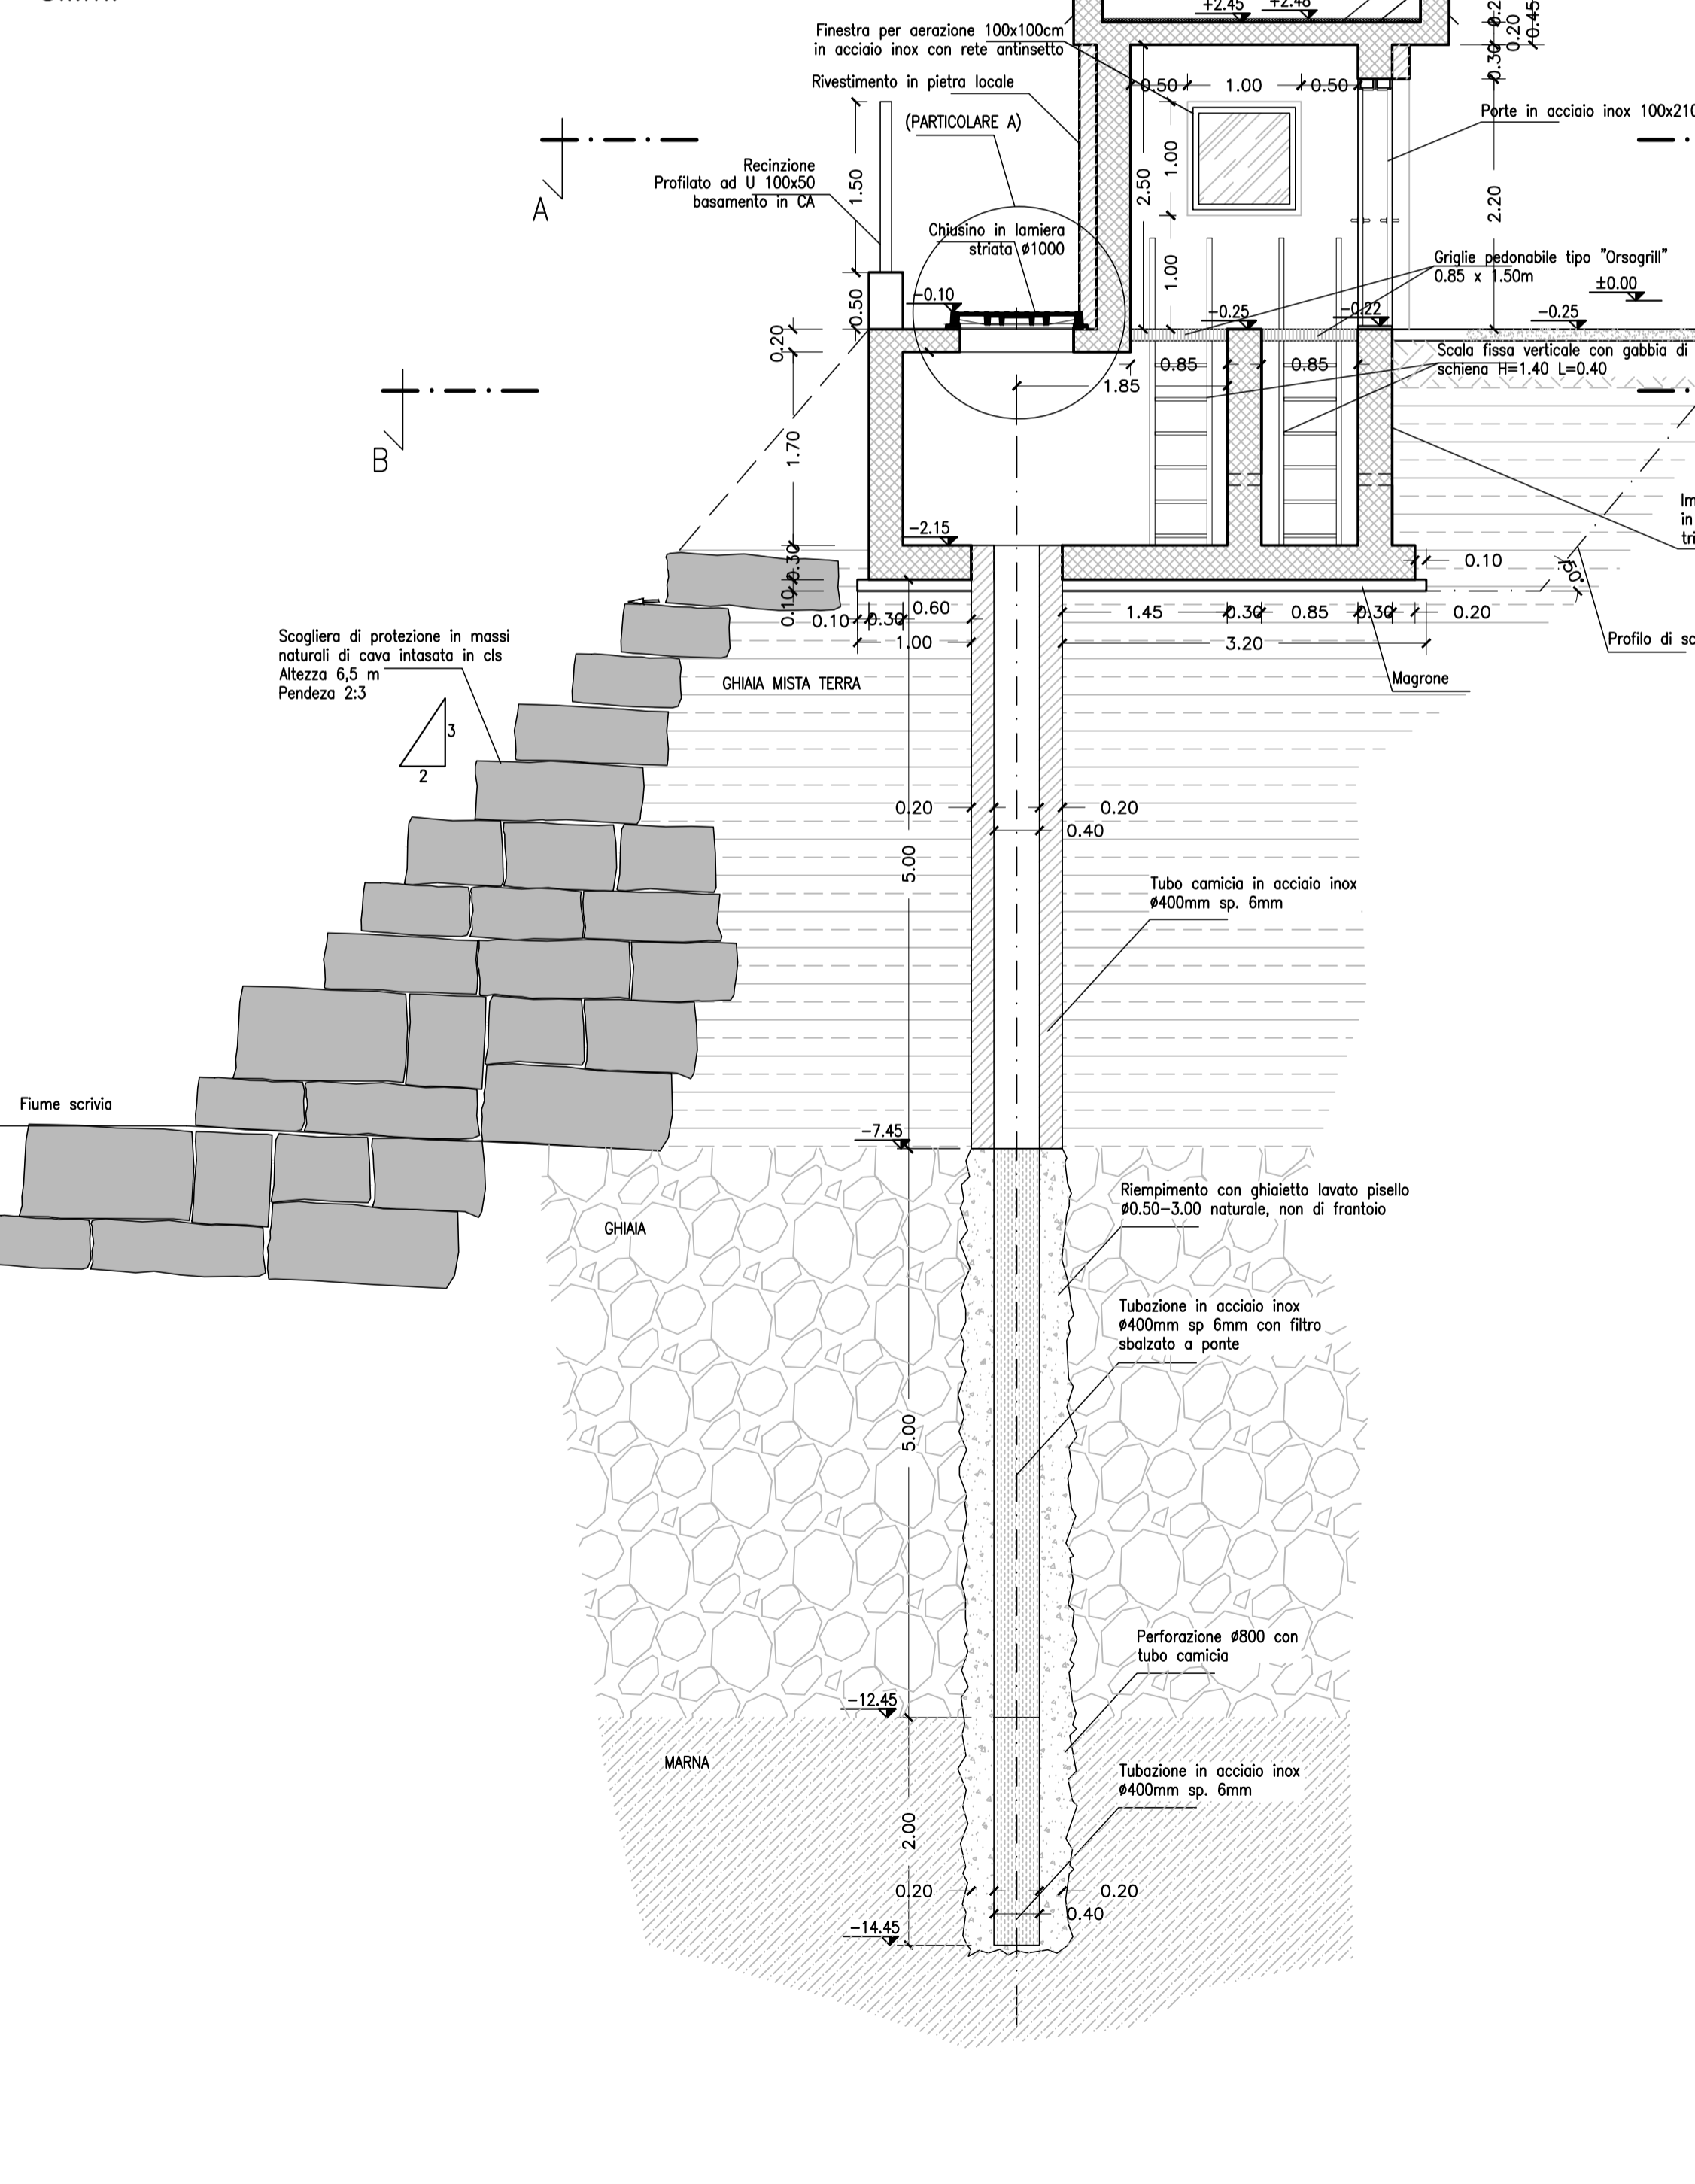 +2.45
+2.48
0.20
0.45
0.30
Finestra per aerazione 100x100cm
in acciaio inox con rete antinsetto
Rivestimento in pietra locale
(PARTICOLARE A)
0.50
1.00
0.50
Porte in acciaio inox 100x210
A
Recinzione
Profilato ad U 100x50
basamento in CA
1.50
1.00
2.50
2.20
Chiusino in lamiera
striata ø1000
Griglie pedonabile tipo "Orsogrill"
0.85 x 1.50m
±0.00
1.00
0.50
-0.10
-0.25
-0.22
-0.25
0.20
Scala fissa verticale con gabbia di
schiena H=1.40 L=0.40
0.85
0.85
1.85
B
1.70
-2.15
0.30
0.10
0.10
50°
0.10
0.30
0.60
1.00
1.45
0.30
0.85
0.30
0.20
3.20
Profilo di
Magrone
Scogliera di protezione in massi
naturali di cava intasata in cls
Altezza 6,5 m
Pendeza 2:3
3
2
GHIAIA MISTA TERRA
0.20
0.20
0.40
5.00
Tubo camicia in acciaio inox
ø400mm sp. 6mm
Fiume scrivia
-7.45
Riempimento con ghiaietto lavato pisello
ø0.50-3.00 naturale, non di frantoio
GHIAIA
Tubazione in acciaio inox
ø400mm sp 6mm con filtro
sbalzato a ponte
5.00
Perforazione ø800 con
tubo camicia
-12.45
MARNA
Tubazione in acciaio inox
ø400mm sp. 6mm
2.00
0.20
0.20
0.40
-14.45